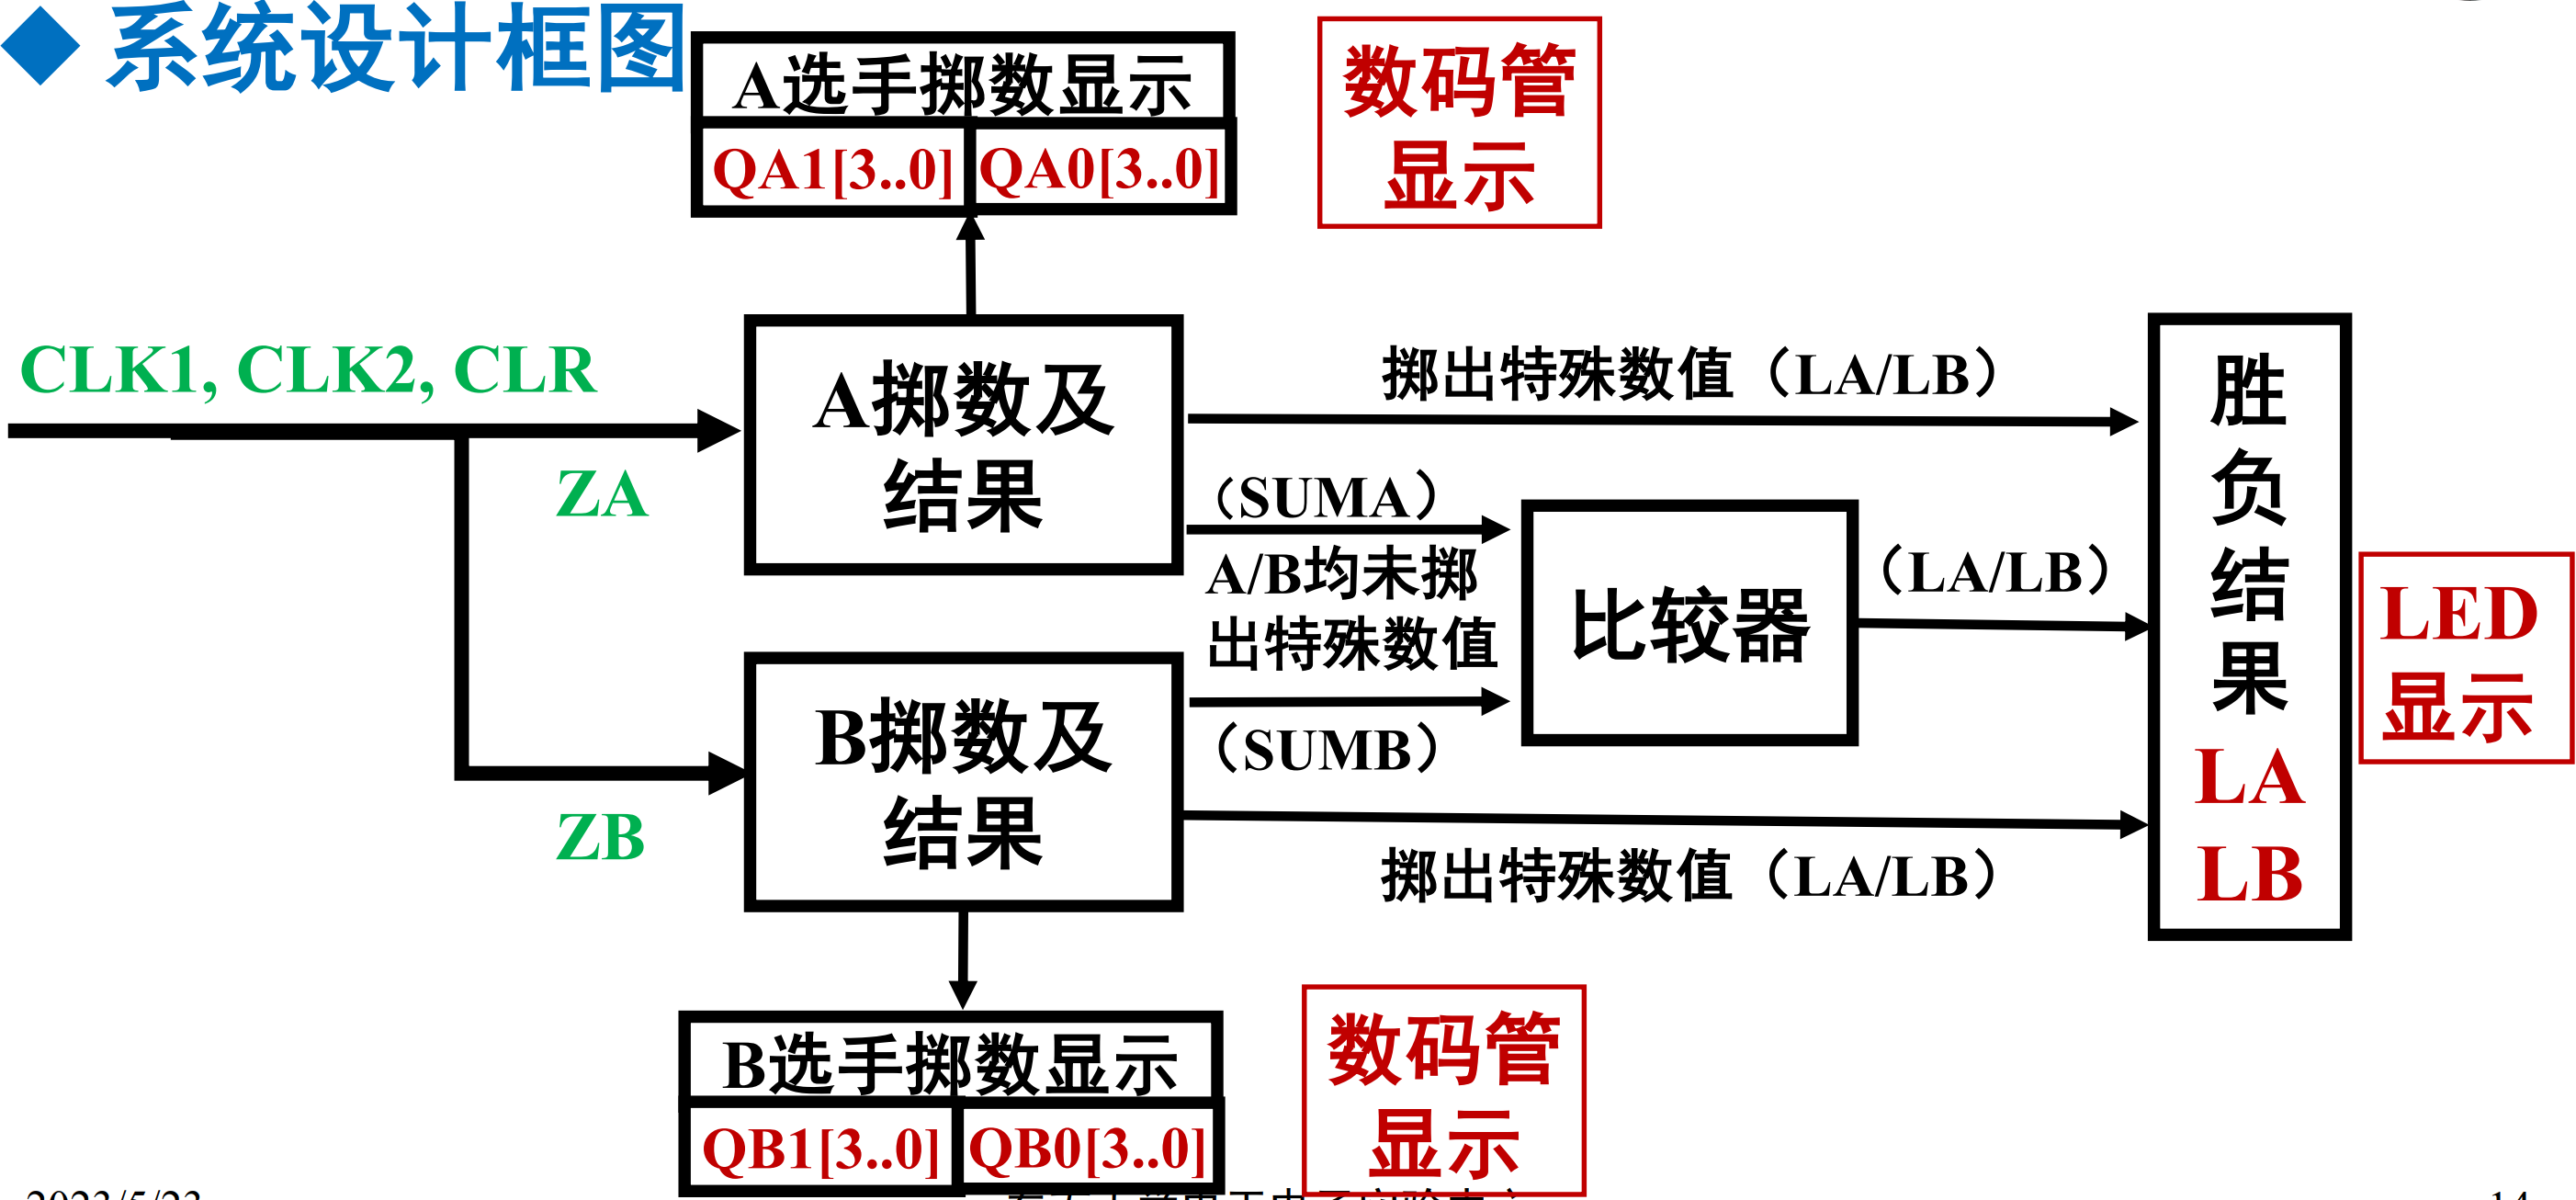 ◆ 系统设计框图
A选手掷数显示
QA1[3..0] QA0[3..0]
数码管
显示
CLK1, CLK2, CLR
ZA
A掷数及
结果
掷出特殊数值（LA/LB）
（SUMA）
A/B均未掷
出特殊数值
（SUMB）
比较器
（LA/LB）
胜
负
结
果
LA
LB
LED
显示
ZB
B掷数及
结果
掷出特殊数值（LA/LB）
B选手掷数显示
QB1[3..0] QB0[3..0]
数码管
显示
2023/5/23
14